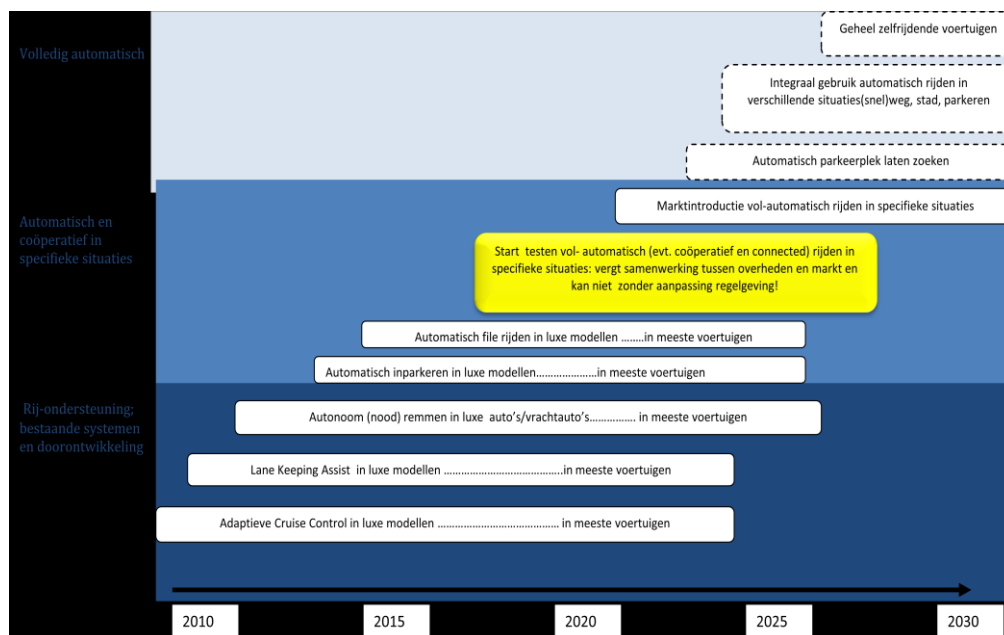 Geheel zelfrijdende voertuigen
Volledig automatisch
Integraal gebruik automatisch rijden in
verschillende situaties(snel)weg, stad, parkeren
Automatisch parkeerplek laten zoeken
Marktintroductie vol-automatisch rijden in specifieke situaties
Automatisch en
coöperatief in
specifieke situaties
Start testen vol- automatisch (evt. coöperatief en connected) rijden in
specifieke situaties: vergt samenwerking tussen overheden en markt en
kan niet zonder aanpassing regelgeving!
Automatisch file rijden in luxe modellen ........in meeste voertuigen
Automatisch inparkeren in luxe modellen…………………in meeste voertuigen
Rij-ondersteuning;
bestaande systemen
en doorontwikkeling
Autonoom (nood) remmen in luxe auto's/vrachtauto's……………. in meeste voertuigen
Lane Keeping Assist in luxe modellen …………………………………..in meeste voertuigen
Adaptieve Cruise Control in luxe modellen ………………………………… in meeste voertuigen
2010 2015 2020 2025 2030